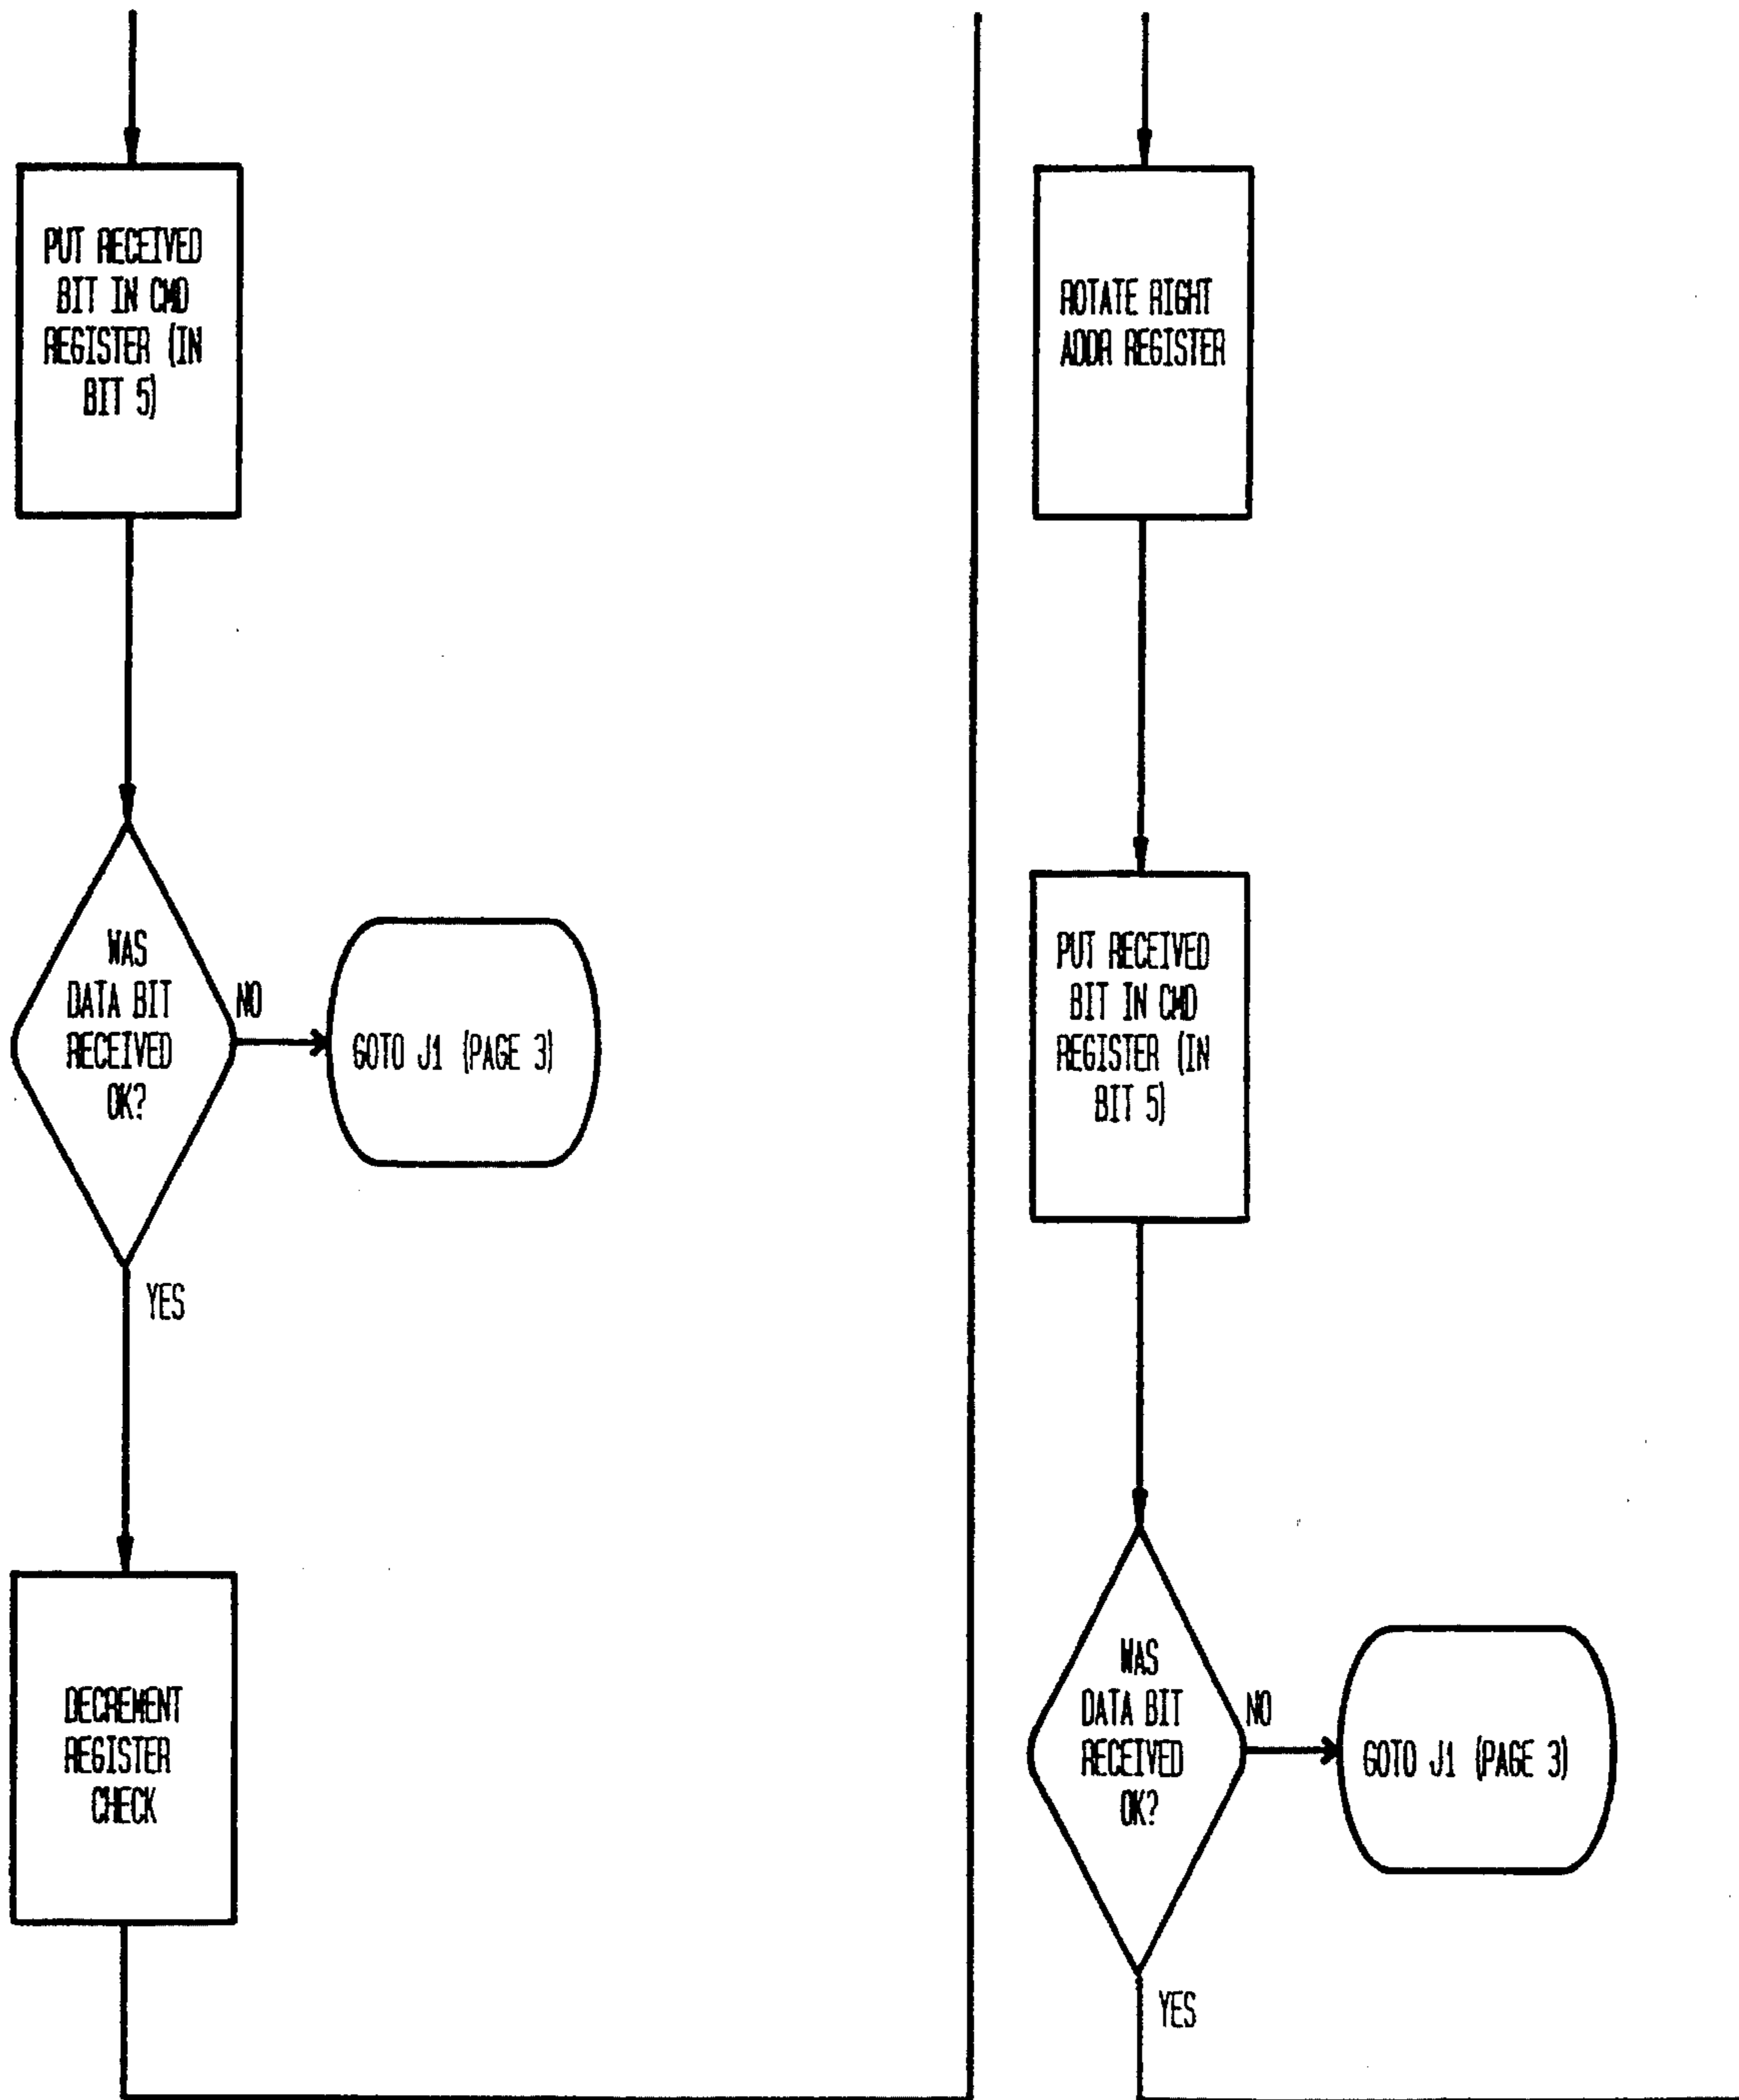 PUT RECEIVED
BIT IN CMD
REGISTER (IN
BIT 5)
WAS
DATA BIT
RECEIVED
OK?
NO
GOTO J1 (PAGE 3)
YES
DECREMENT
REGISTER
CHECK
ROTATE RIGHT
ADDR REGISTER
PUT RECEIVED
BIT IN CMD
REGISTER (IN
BIT 5)
WAS
DATA BIT
RECEIVED
OK?
NO
GOTO J1 (PAGE 3)
YES